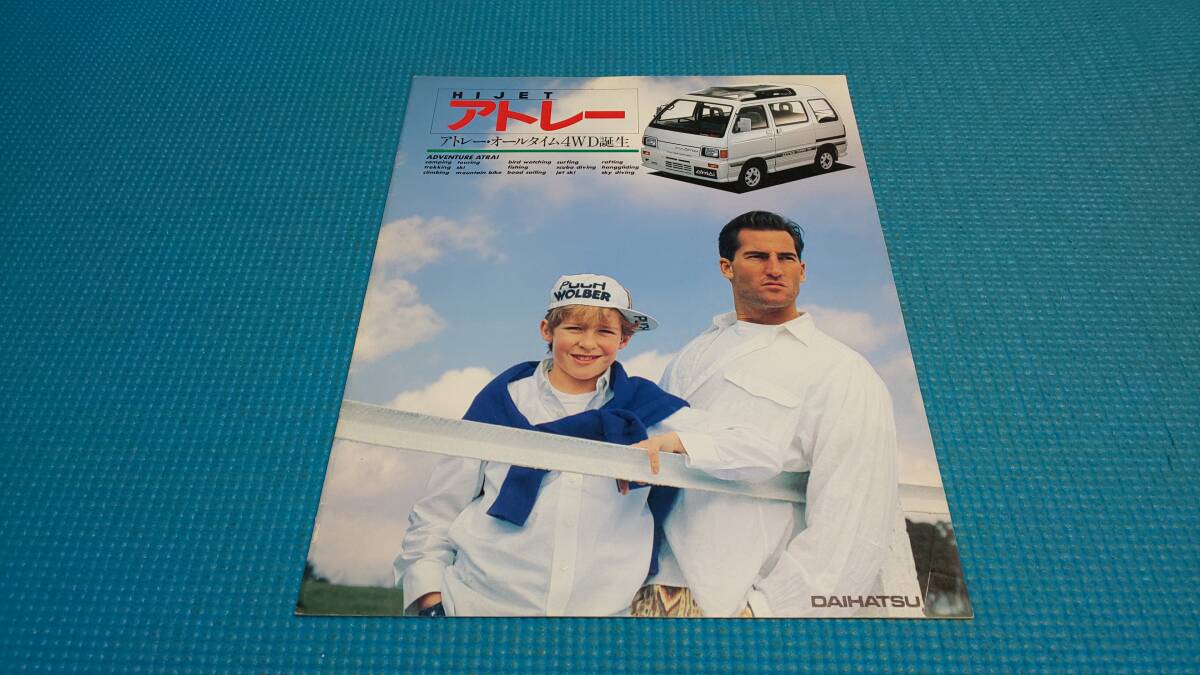 HIJET
アトレー
アトレー・オールタイム4WD誕生
ADVENTURE ATRAI
camping touring bird watching surfing rafting
trekking ski fishing scuba diving hanggliding
climbing mountain bike boad sailing jet ski sky diving
WOLBER
DAIHATSU